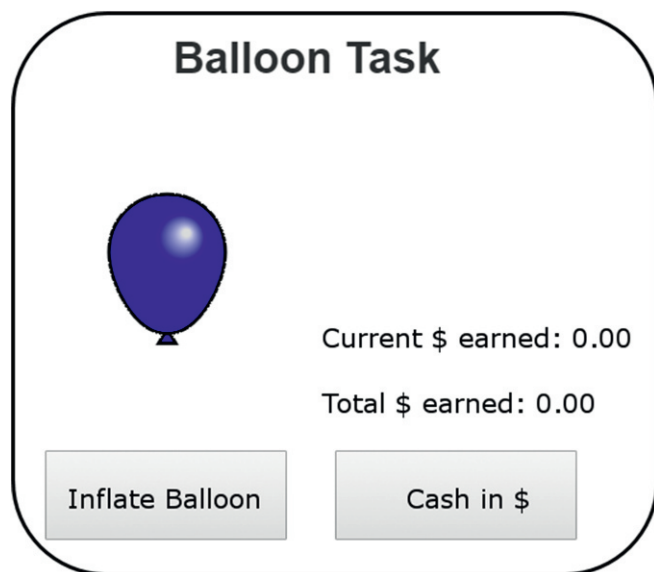 Balloon Task
Current $ earned: 0.00
Total $ earned: 0.00
Inflate Balloon
Cash in $